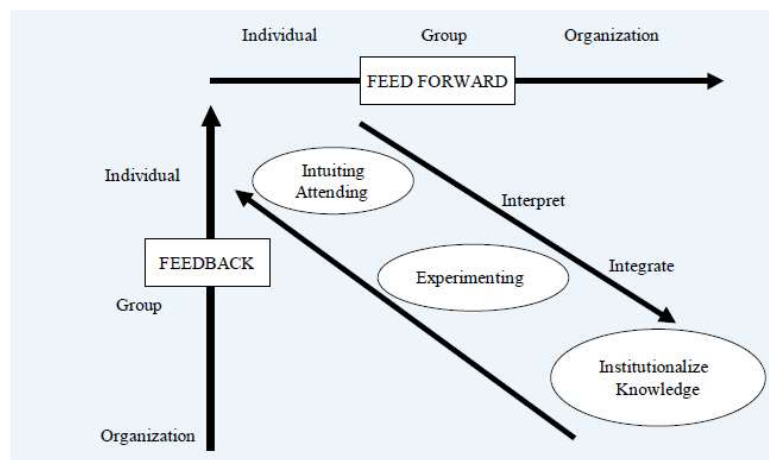 Individual Group Organization
FEED FORWARD
Intuiting
Attending
Individual
Interpret
FEEDBACK
Experimenting
Integrate
Group
Institutionalize
Knowledge
Organization